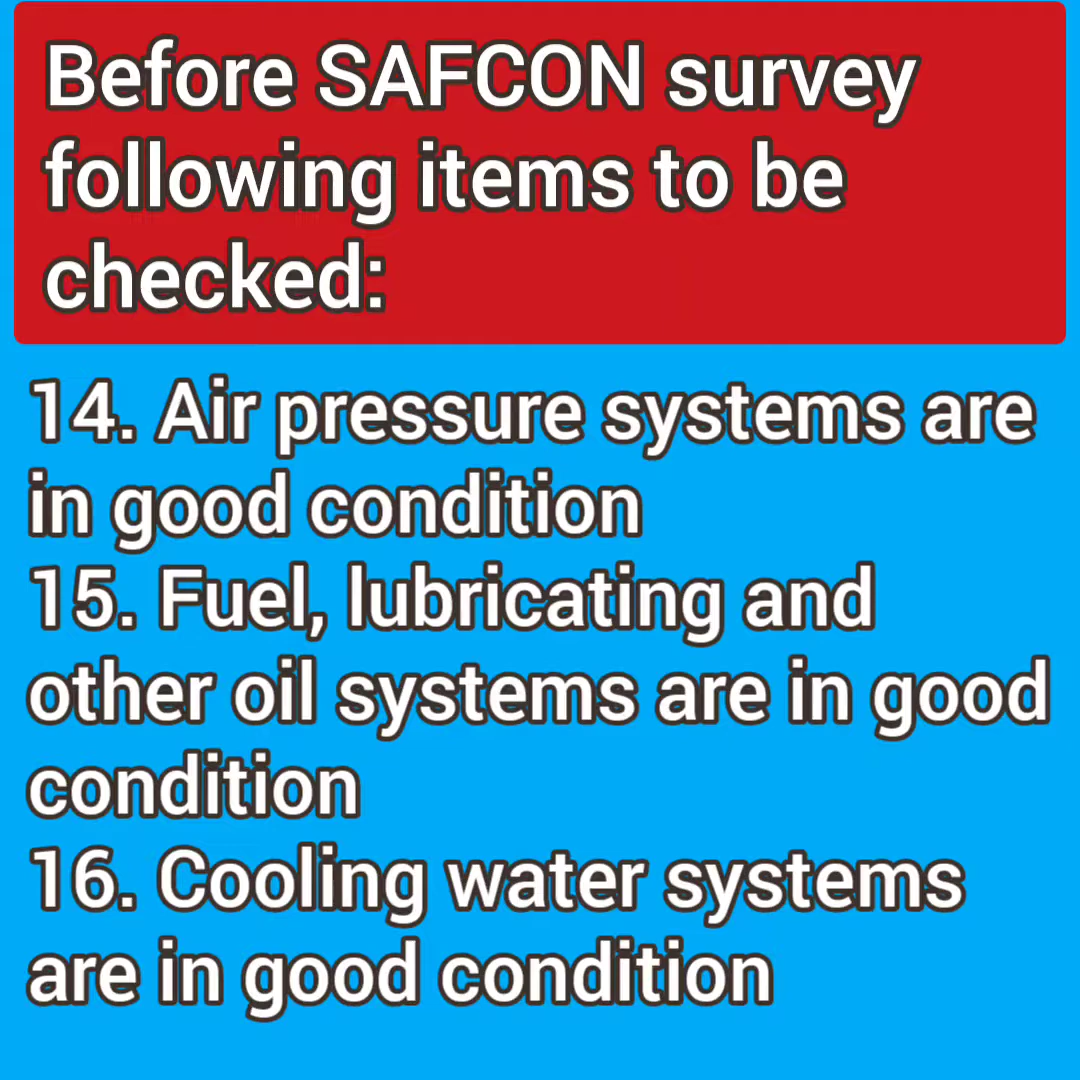 Before SAFCON survey
following items to be
checked:
14. Air pressure systems are
in good condition
15. Fuel, lubricating and
other oil systems are in good
condition
16. Cooling water systems
are in good condition